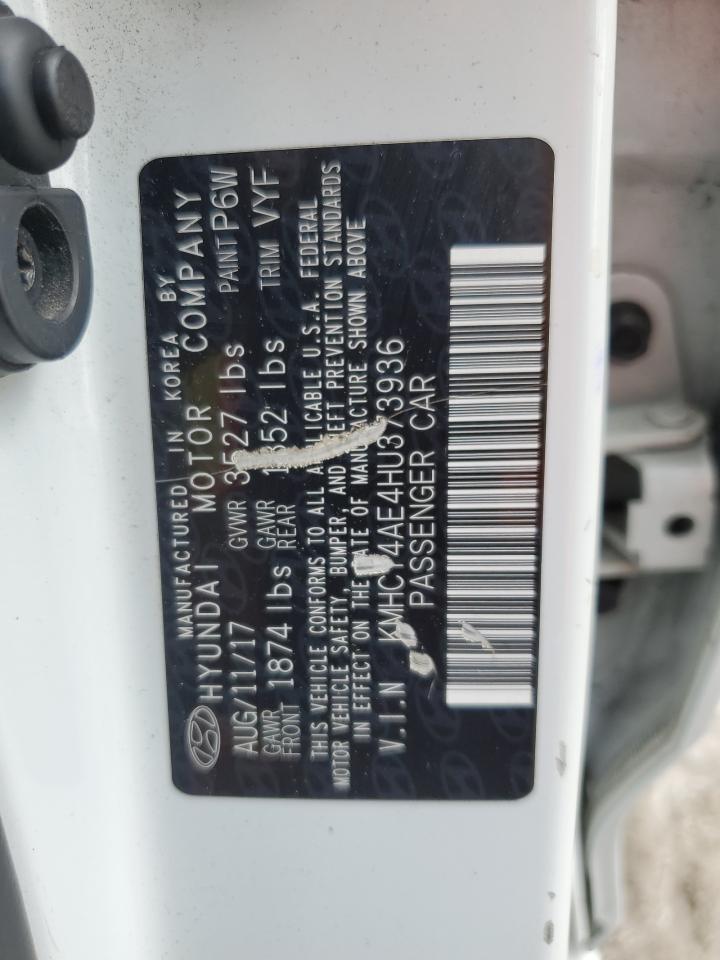 MANUFACTURED IN KOREA BY
HYUNDAI MOTOR COMPANY
AUG/11/17 GVWR 3527 lbs PAINT P6W
GAWR FRONT 1874 lbs GAWR REAR lbs TRIM VYF
THIS VEHICLE CONFORMS TO ALL APPLICABLE U.S.A. FEDERAL
MOTOR VEHICLE SAFETY, BUMPER, AND THEFT PREVENTION STANDARDS
IN EFFECT ON THE DATE OF MANUFACTURE SHOWN ABOVE
V.I.N KMHCT4AE4HU373936
PASSENGER CAR